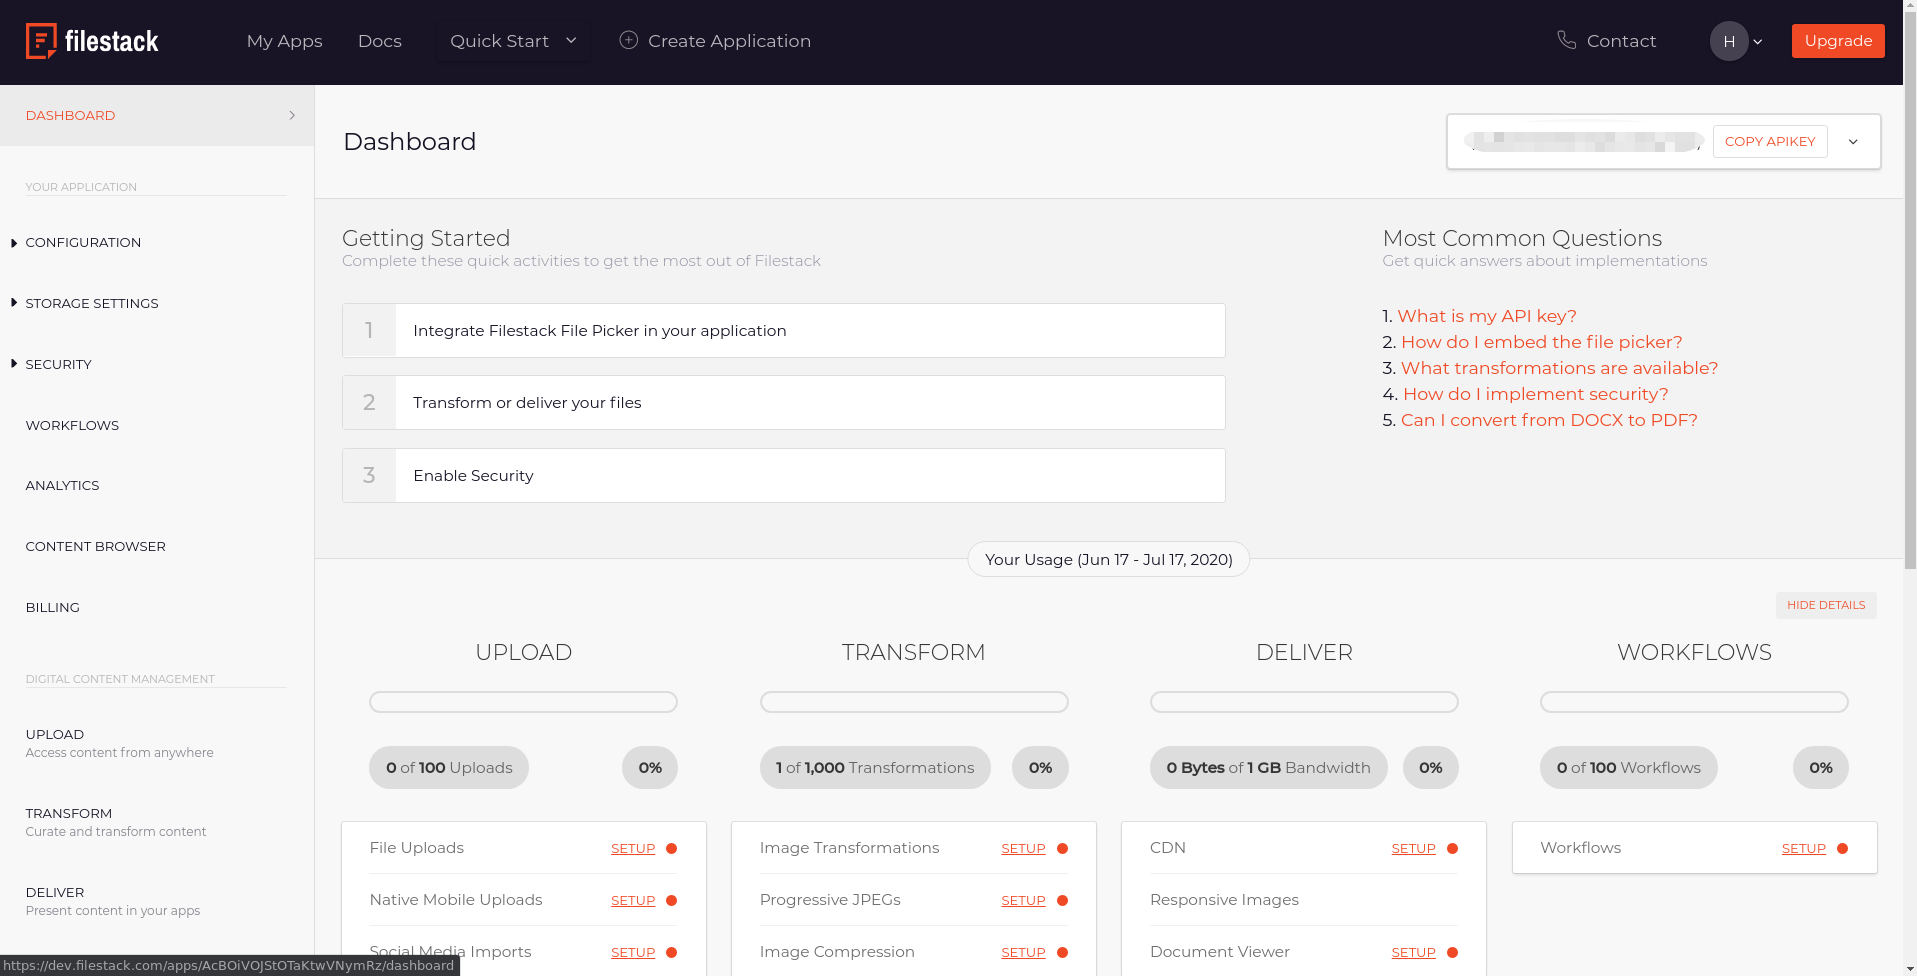 filestack
My Apps
Docs
Quick Start
Create Application
Contact
H
Upgrade
DASHBOARD
YOUR APPLICATION
CONFIGURATION
STORAGE SETTINGS
SECURITY
WORKFLOWS
ANALYTICS
CONTENT BROWSER
BILLING
DIGITAL CONTENT MANAGEMENT
UPLOAD
Access content from anywhere
TRANSFORM
Curate and transform content
DELIVER
Present content in your apps
Dashboard
COPY APIKEY
Getting Started
Complete these quick activities to get the most out of Filestack
1 Integrate Filestack File Picker in your application
2 Transform or deliver your files
3 Enable Security
Most Common Questions
Get quick answers about implementations
1. What is my API key?
2. How do I embed the file picker?
3. What transformations are available?
4. How do I implement security?
5. Can I convert from DOCX to PDF?
Your Usage (Jun 17 - Jul 17, 2020)
HIDE DETAILS
UPLOAD
0 of 100 Uploads 0%
File Uploads SETUP
Native Mobile Uploads SETUP
Social Media Imports SETUP
TRANSFORM
1 of 1,000 Transformations 0%
Image Transformations SETUP
Progressive JPEGs SETUP
Image Compression SETUP
DELIVER
0 Bytes of 1 GB Bandwidth 0%
CDN SETUP
Responsive Images
Document Viewer SETUP
WORKFLOWS
0 of 100 Workflows 0%
Workflows SETUP
https://dev.filestack.com/apps/AcBOiVOJStOTaKtwVNymRz/dashboard